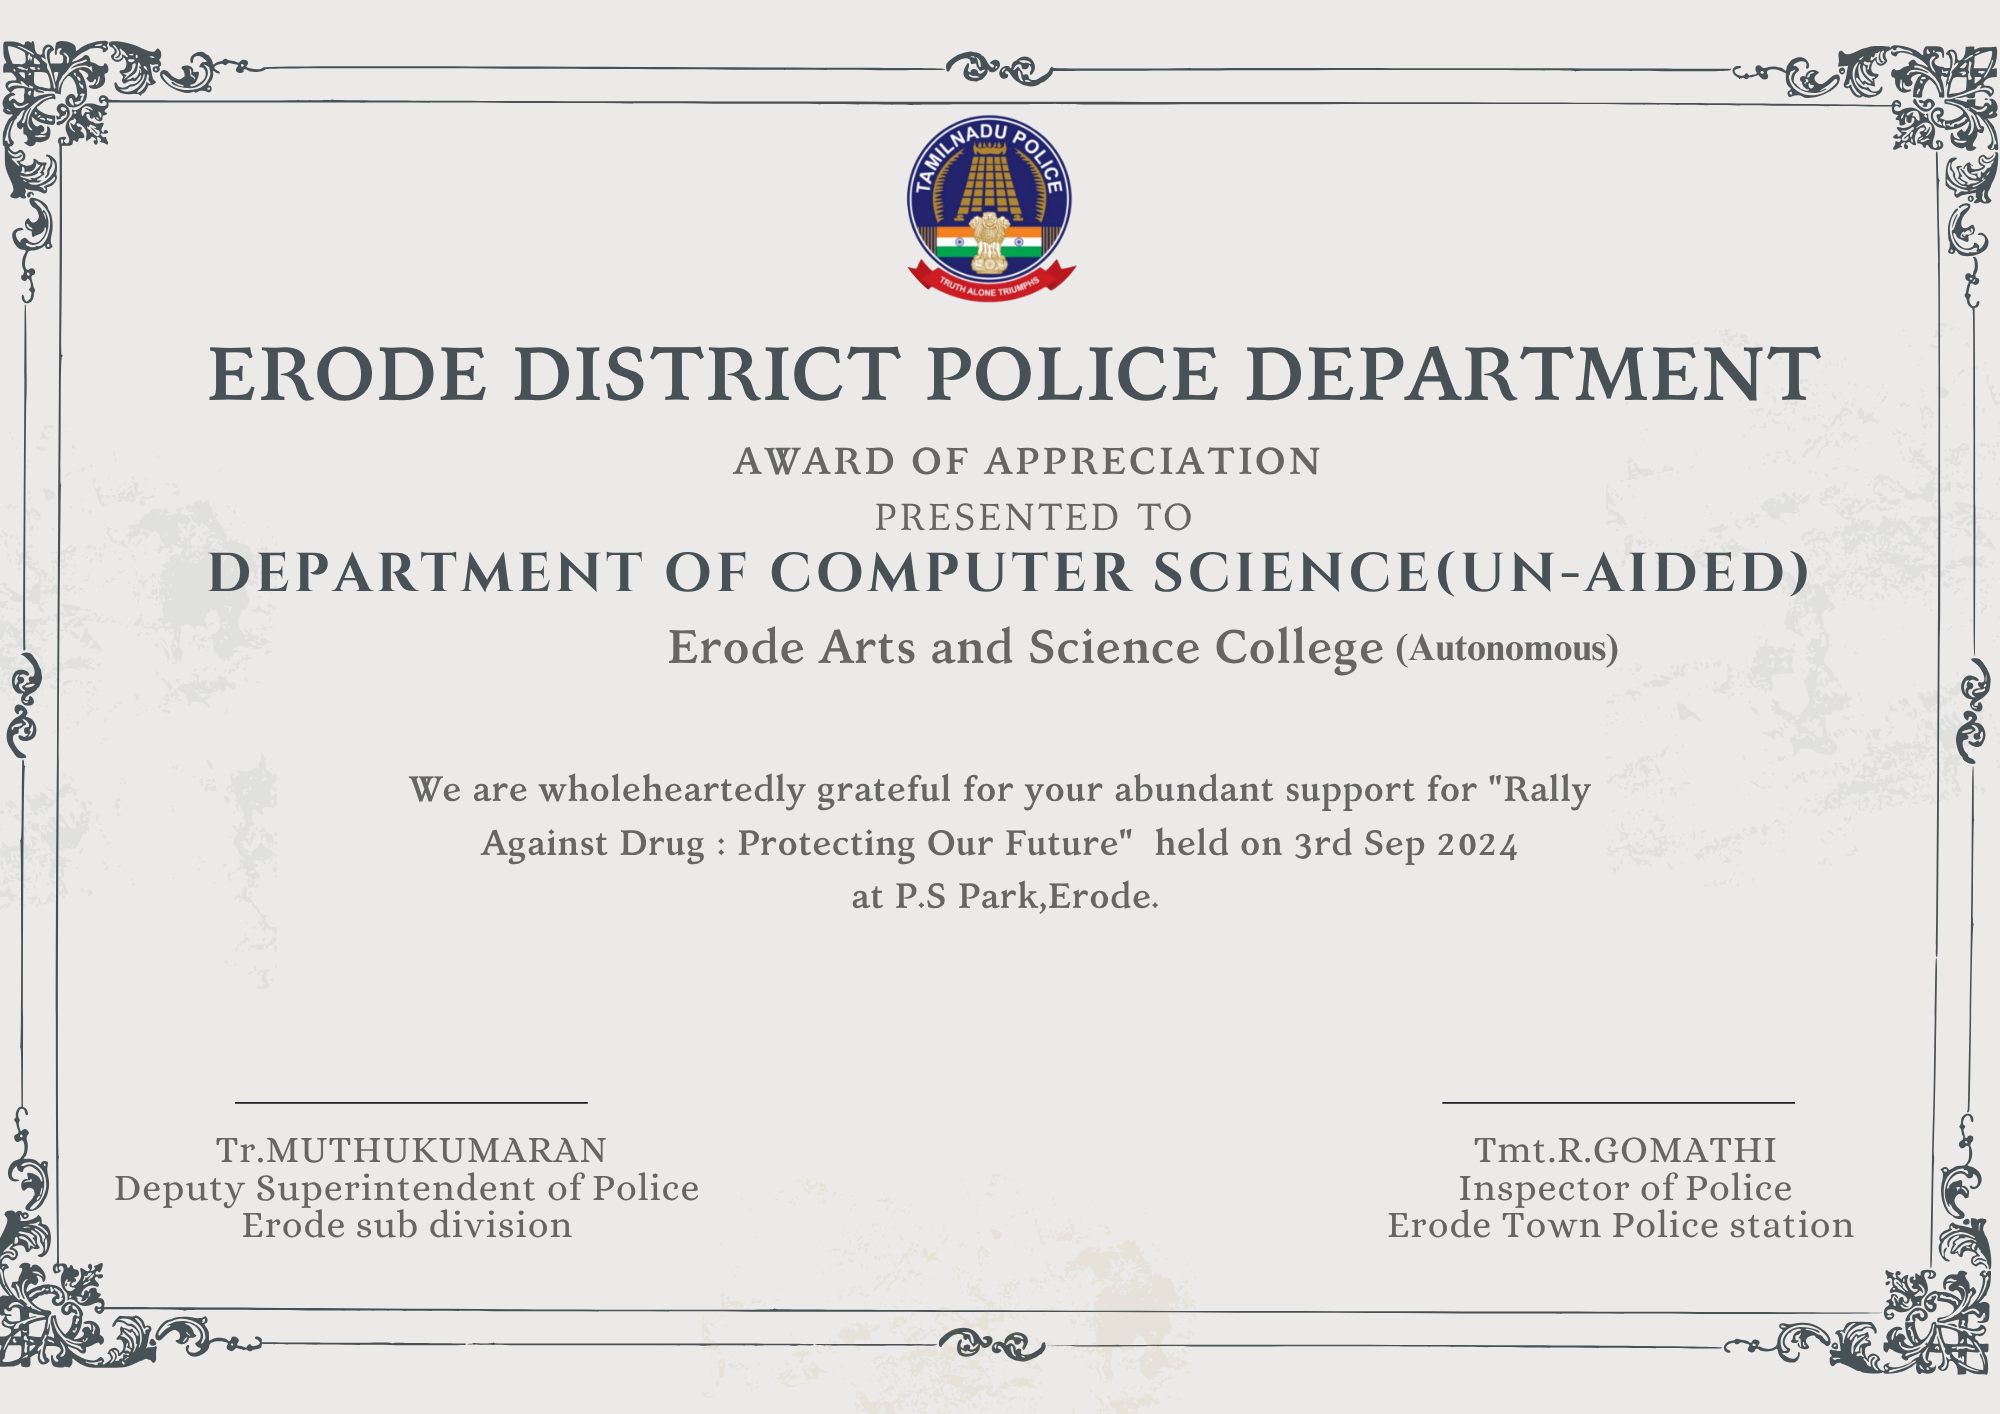 TAMILNADU POLICE
TRUTH ALONE TRIUMPHS
ERODE DISTRICT POLICE DEPARTMENT
AWARD OF APPRECIATION
PRESENTED TO
DEPARTMENT OF COMPUTER SCIENCE(UN-AIDED)
Erode Arts and Science College (Autonomous)
We are wholeheartedly grateful for your abundant support for "Rally
Against Drug : Protecting Our Future"  held on 3rd Sep 2024
at P.S Park,Erode.
Tr.MUTHUKUMARAN
Deputy Superintendent of Police
Erode sub division
Tmt.R.GOMATHI
Inspector of Police
Erode Town Police station